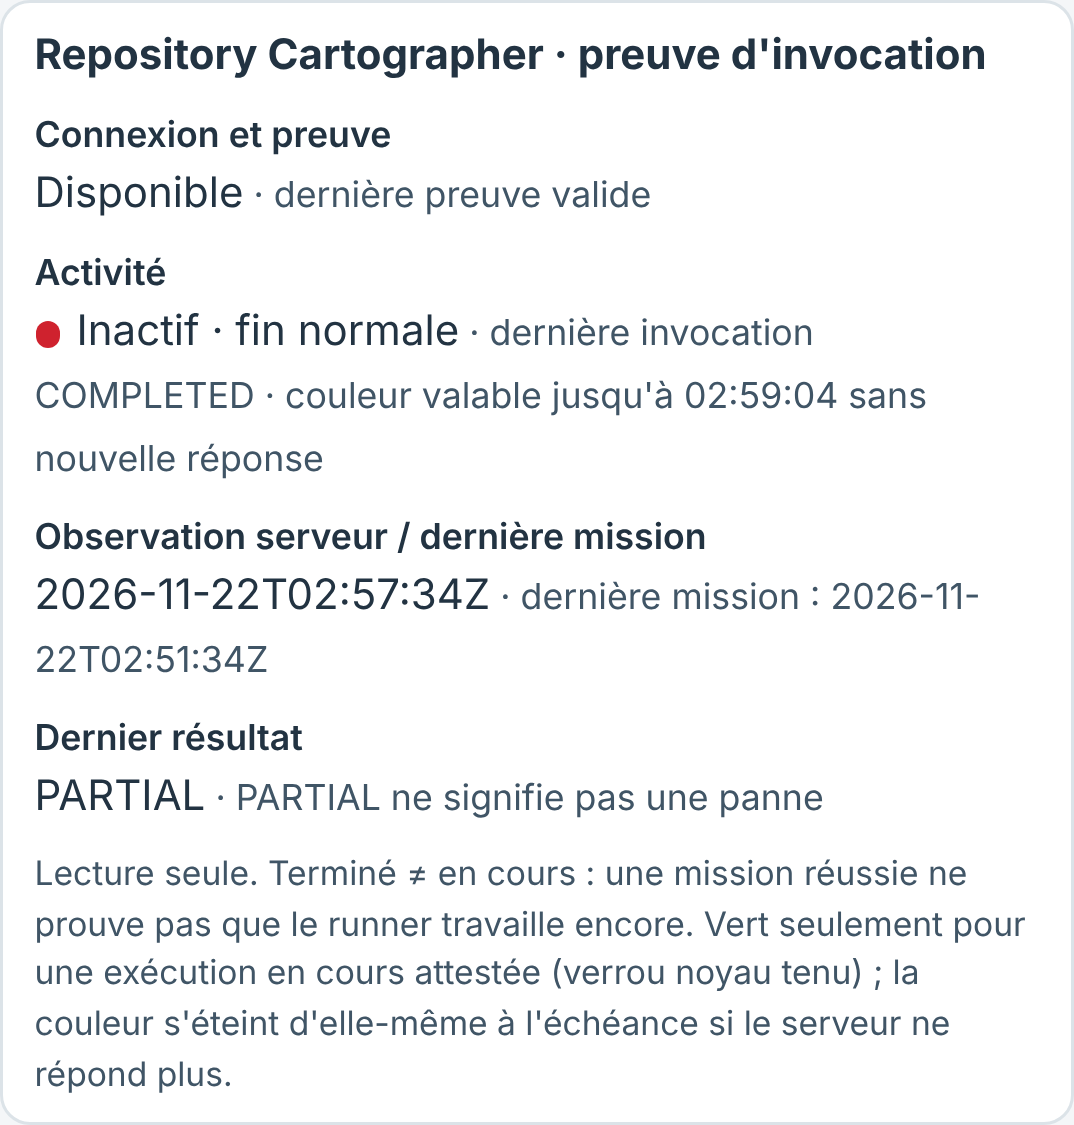 Repository Cartographer · preuve d'invocation
Connexion et preuve
Disponible · dernière preuve valide
Activité
Inactif · fin normale · dernière invocation
COMPLETED · couleur valable jusqu'à 02:59:04 sans
nouvelle réponse
Observation serveur / dernière mission
2026-11-22T02:57:34Z · dernière mission : 2026-11-
22T02:51:34Z
Dernier résultat
PARTIAL · PARTIAL ne signifie pas une panne
Lecture seule. Terminé ≠ en cours : une mission réussie ne
prouve pas que le runner travaille encore. Vert seulement pour
une exécution en cours attestée (verrou noyau tenu) ; la
couleur s'éteint d'elle-même à l'échéance si le serveur ne
répond plus.